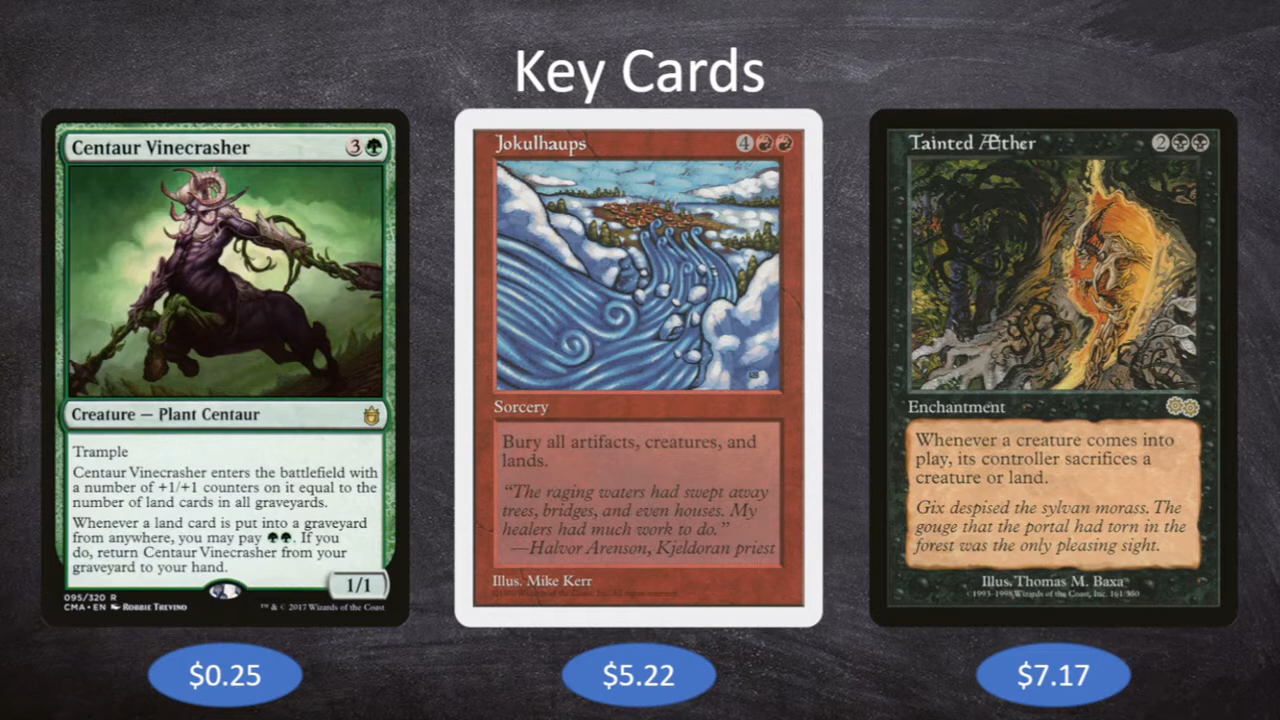 Key Cards
Centaur Vinecrasher
3
Creature — Plant Centaur
Trample
Centaur Vinecrasher enters the battlefield with
a number of +1/+1 counters on it equal to the
number of land cards in all graveyards.
Whenever a land card is put into a graveyard
from anywhere, you may pay . If you
do, return Centaur Vinecrasher from your
graveyard to your hand.
1/1
095/320 R
CMA • EN Robbie Trevino
™ & © 2017 Wizards of the Coast
$0.25
Jokulhaups
4
Sorcery
Bury all artifacts, creatures, and
lands.
“The raging waters had swept away
trees, bridges, and even houses. My
healers had much work to do.”
—Halvor Arenson, Kjeldoran priest
Illus. Mike Kerr
$5.22
Tainted Æther
2
Enchantment
Whenever a creature comes into
play, its controller sacrifices a
creature or land.
Gix despised the sylvan morass. The
gouge that the portal had torn in the
forest was the only pleasing sight.
Illus. Thomas M. Baxa
©1993–1998 Wizards of the Coast, Inc. 161/350
$7.17